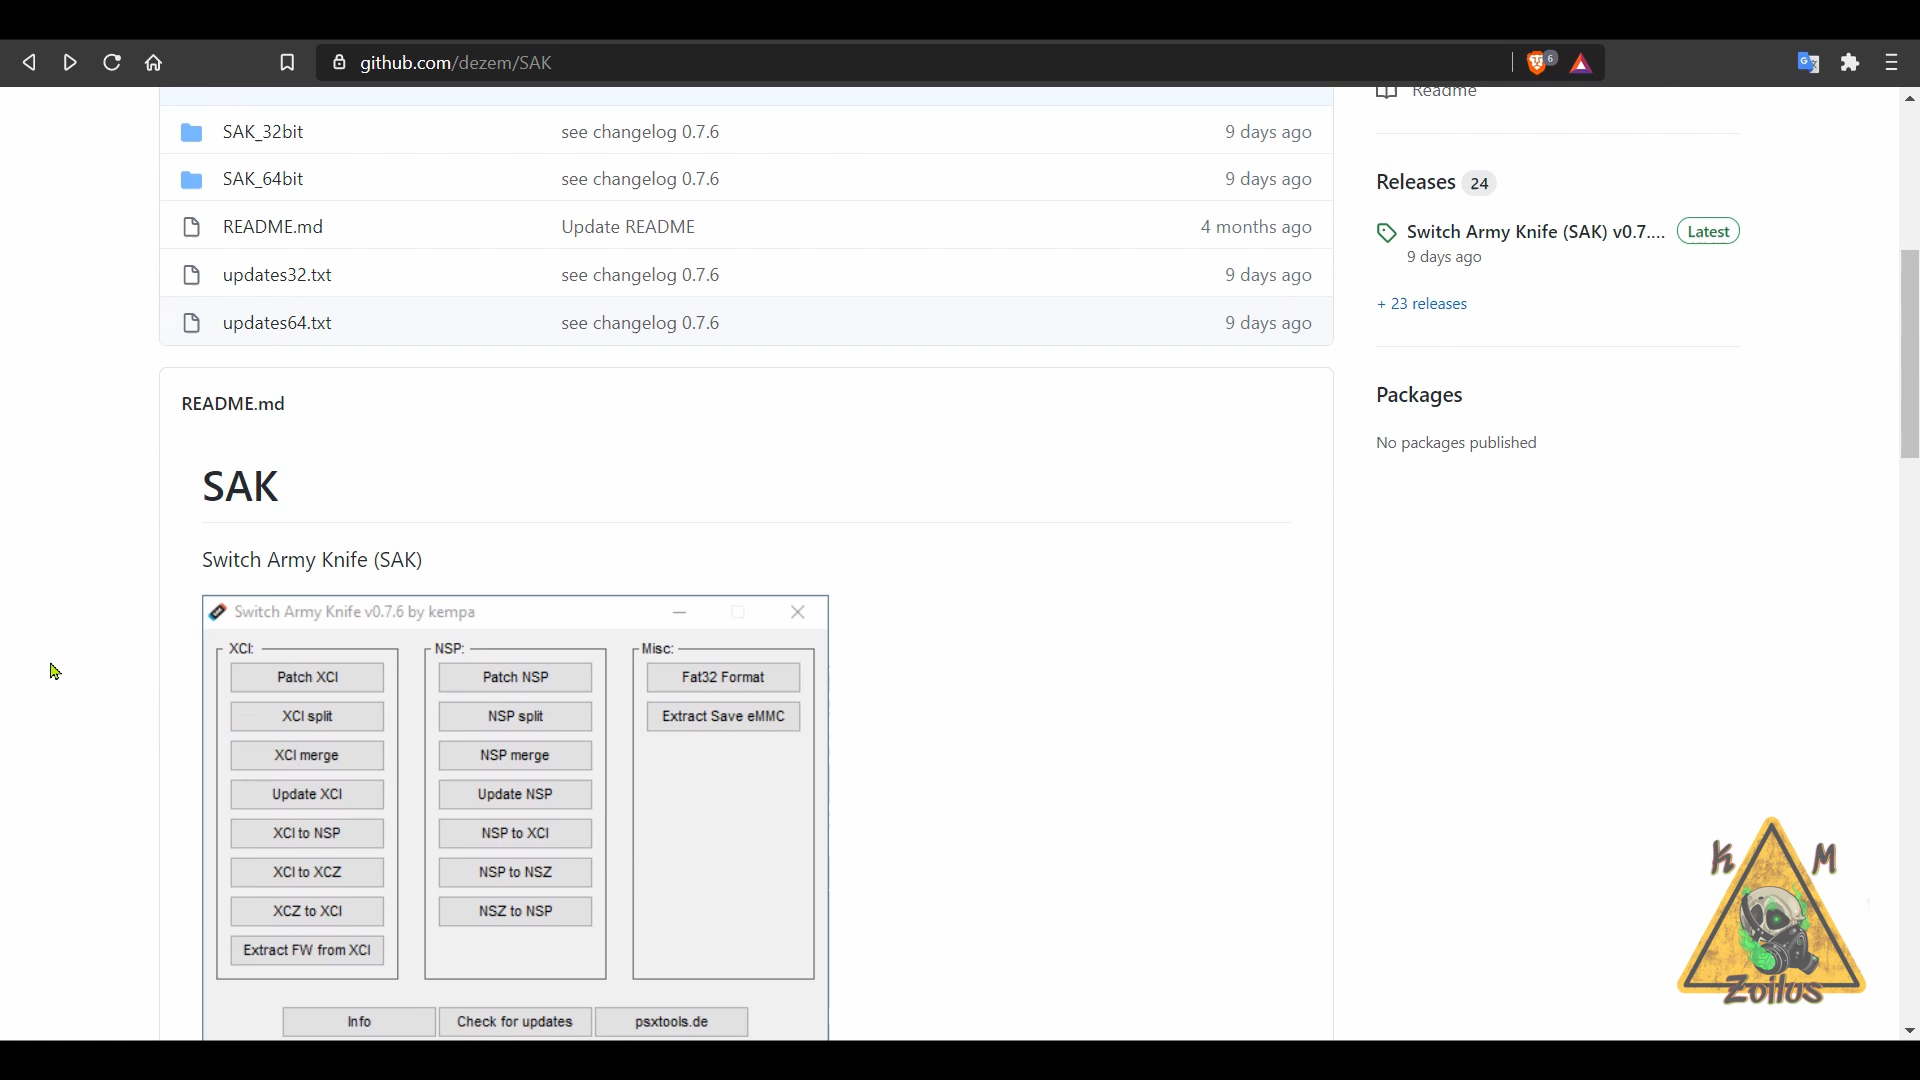 github.com/dezem/SAK
6
Readme
SAK_32bit see changelog 0.7.6 9 days ago
SAK_64bit see changelog 0.7.6 9 days ago
README.md Update README 4 months ago
updates32.txt see changelog 0.7.6 9 days ago
updates64.txt see changelog 0.7.6 9 days ago
Releases 24
Switch Army Knife (SAK) v0.7.... Latest
9 days ago
+ 23 releases
Packages
No packages published
README.md
SAK
Switch Army Knife (SAK)
Switch Army Knife v0.7.6 by kempa
XCI:
Patch XCI
XCI split
XCI merge
Update XCI
XCI to NSP
XCI to XCZ
XCZ to XCI
Extract FW from XCI
NSP:
Patch NSP
NSP split
NSP merge
Update NSP
NSP to XCI
NSP to NSZ
NSZ to NSP
Misc:
Fat32 Format
Extract Save eMMC
Info Check for updates psxtools.de
K M
Zoilus